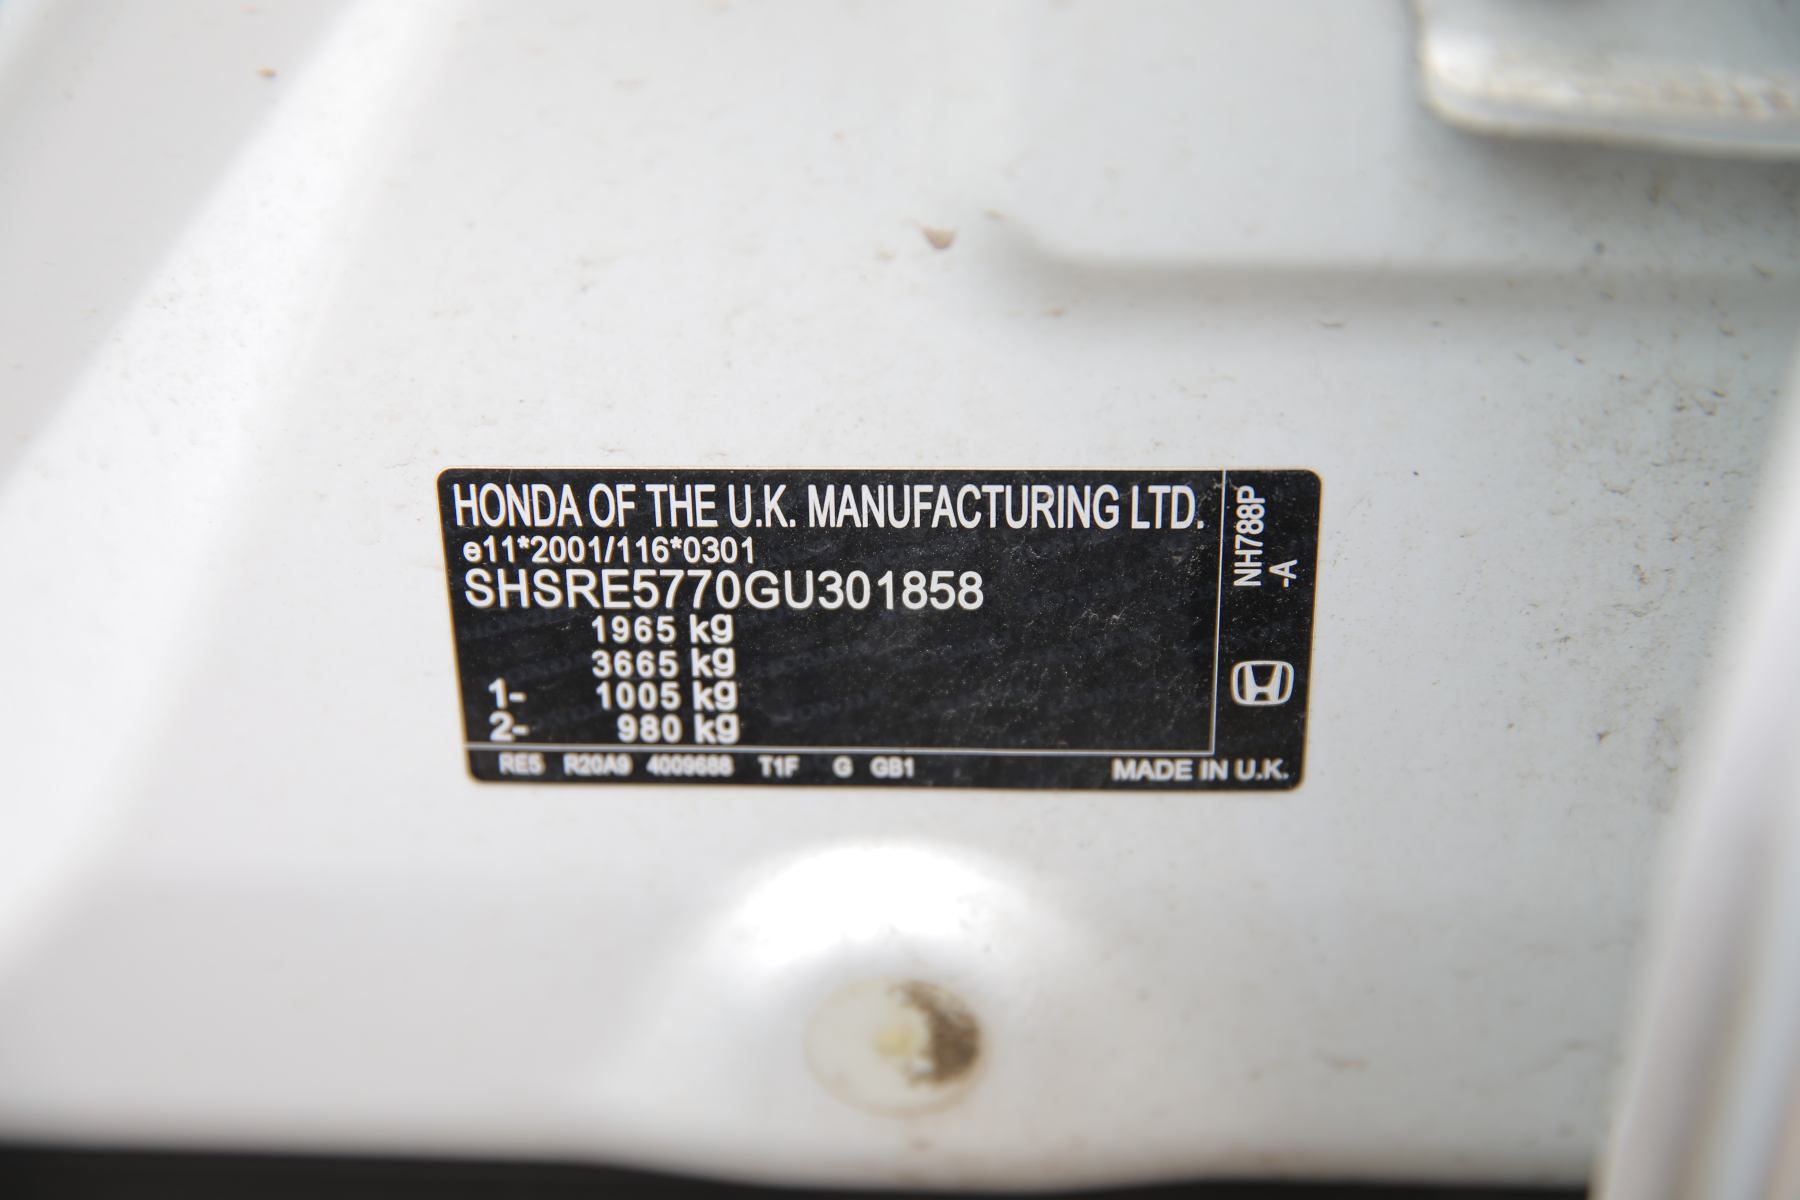 HONDA OF THE U.K. MANUFACTURING LTD.
e11*2001/116*0301
SHSRE5770GU301858
1965 kg
3665 kg
1- 1005 kg
2- 980 kg
RE5 R20A9 4009688 T1F G GB1
MADE IN U.K.
NH788P
-A